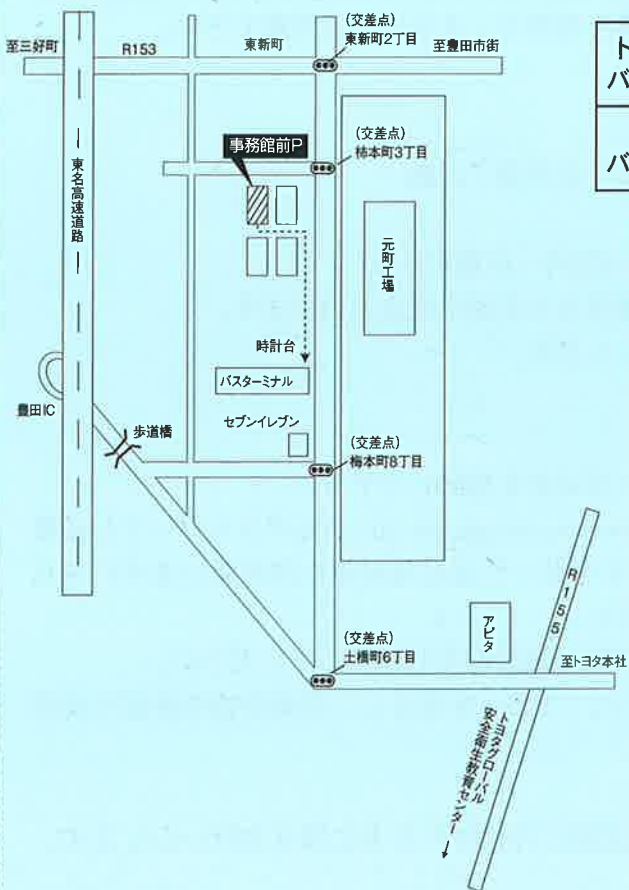 (交差点)
東新町2丁目
至三好町
R153
東新町
至豊田市街
ト
バ
バ
東名高速道路
事務館前P
(交差点)
柿本町3丁目
元町工場
時計台
バスターミナル
豊田IC
歩道橋
セブンイレブン
(交差点)
梅本町8丁目
R155
アピタ
(交差点)
土橋町6丁目
至トヨタ本社
トヨタグローバル
安全衛生教育センター